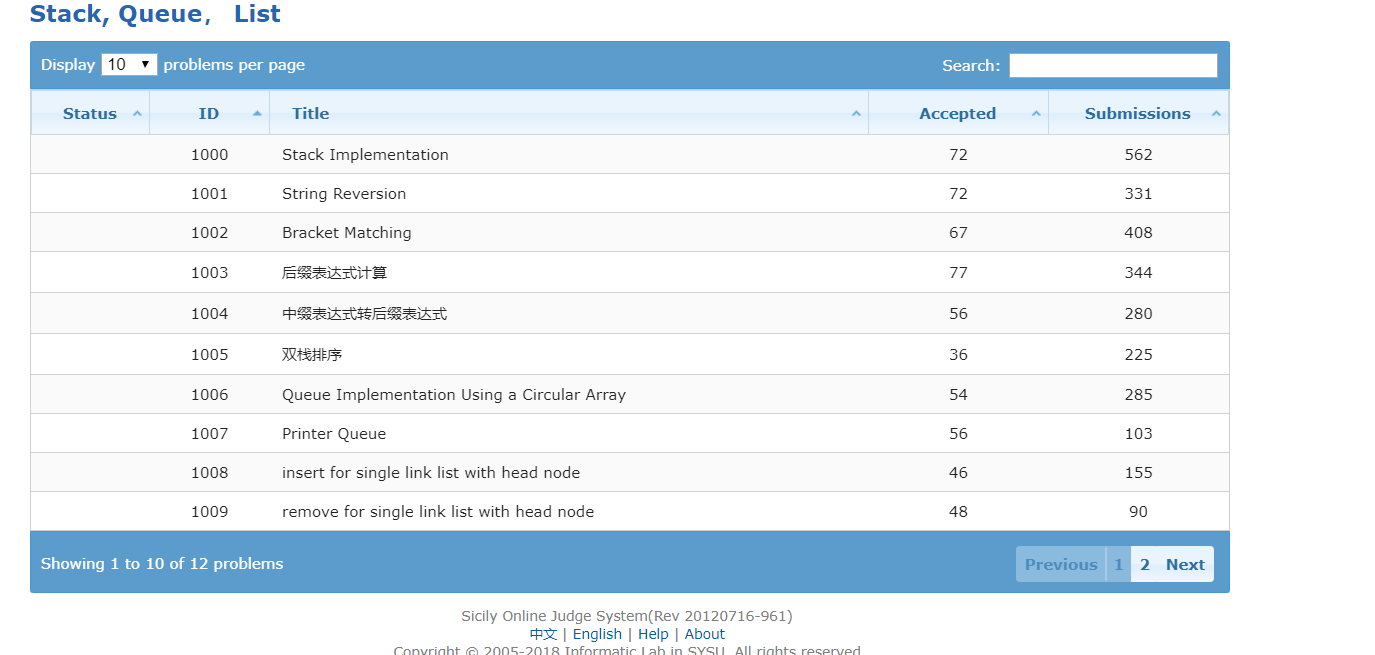 Stack, Queue， List
Display 10 problems per page Search:
Status ID Title Accepted Submissions
1000 Stack Implementation 72 562
1001 String Reversion 72 331
1002 Bracket Matching 67 408
1003 后缀表达式计算 77 344
1004 中缀表达式转后缀表达式 56 280
1005 双栈排序 36 225
1006 Queue Implementation Using a Circular Array 54 285
1007 Printer Queue 56 103
1008 insert for single link list with head node 46 155
1009 remove for single link list with head node 48 90
Showing 1 to 10 of 12 problems Previous 1 2 Next
Sicily Online Judge System(Rev 20120716-961)
中文 | English | Help | About
Copyright © 2005-2018 Informatic Lab in SYSU. All rights reserved.